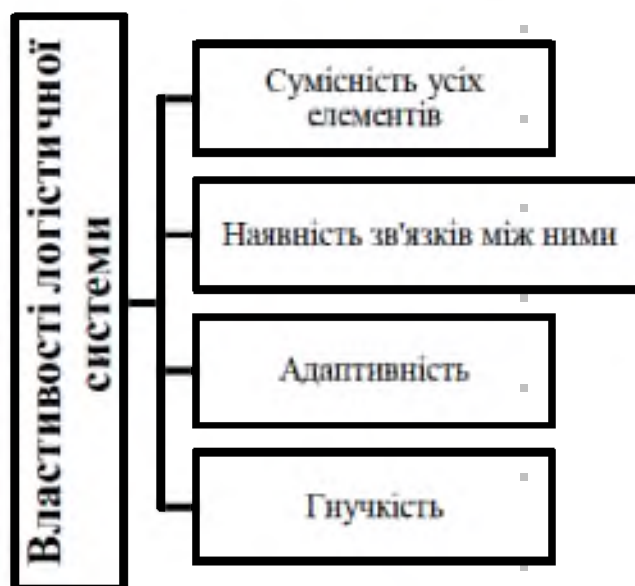 Властивості логістичної
системи
Сумісність усіх
елементів
Наявність зв'язків між ними
Адаптивність
Гнучкість